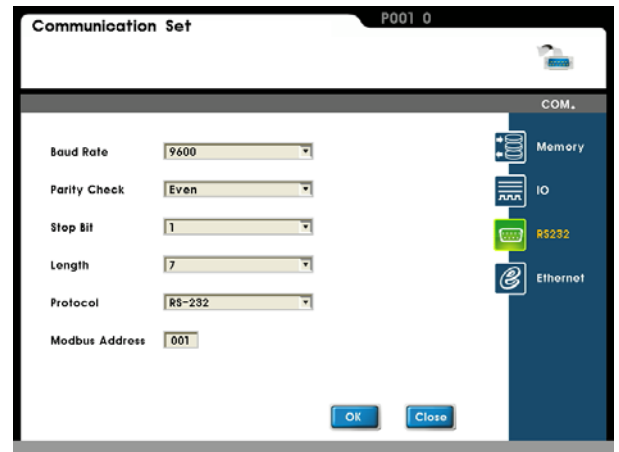 Communication Set
P001 0
COM.
Baud Rate 9600
Parity Check Even
Stop Bit 1
Length 7
Protocol RS-232
Modbus Address 001
Memory
IO
RS232
Ethernet
OK Close